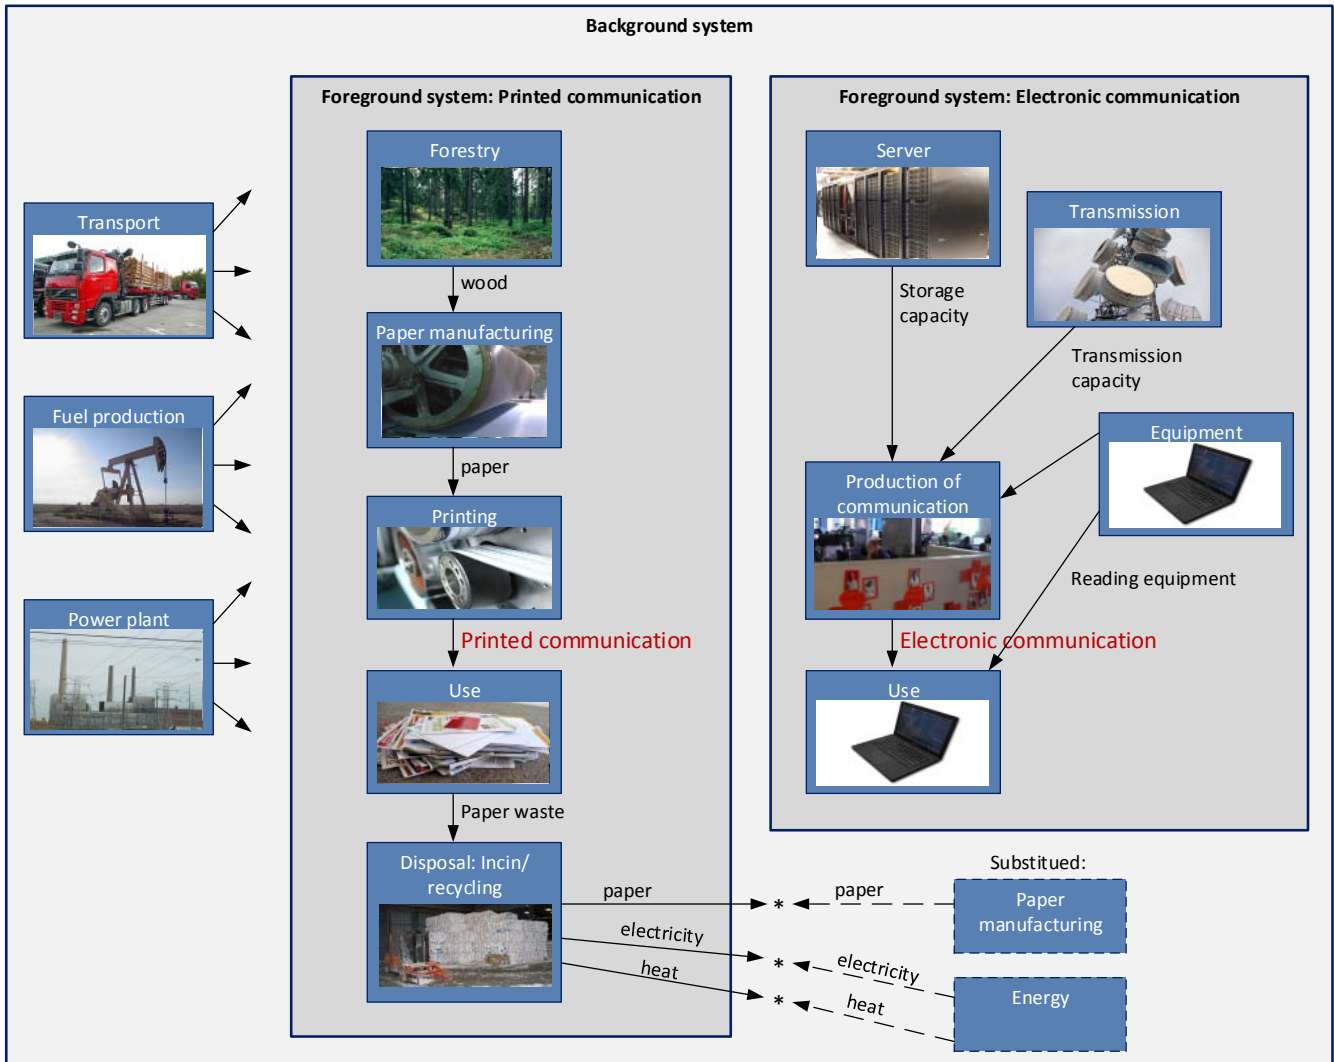 Background system
Foreground system: Printed communication
Foreground system: Electronic communication
Transport
Fuel production
Power plant
Forestry
wood
Paper manufacturing
paper
Printing
Printed communication
Use
Paper waste
Disposal: Incin/
recycling
paper
electricity
heat
Server
Storage
capacity
Transmission
Transmission
capacity
Equipment
Production of
communication
Reading equipment
Electronic communication
Use
Substitued:
* paper
Paper
manufacturing
* electricity
* heat
Energy